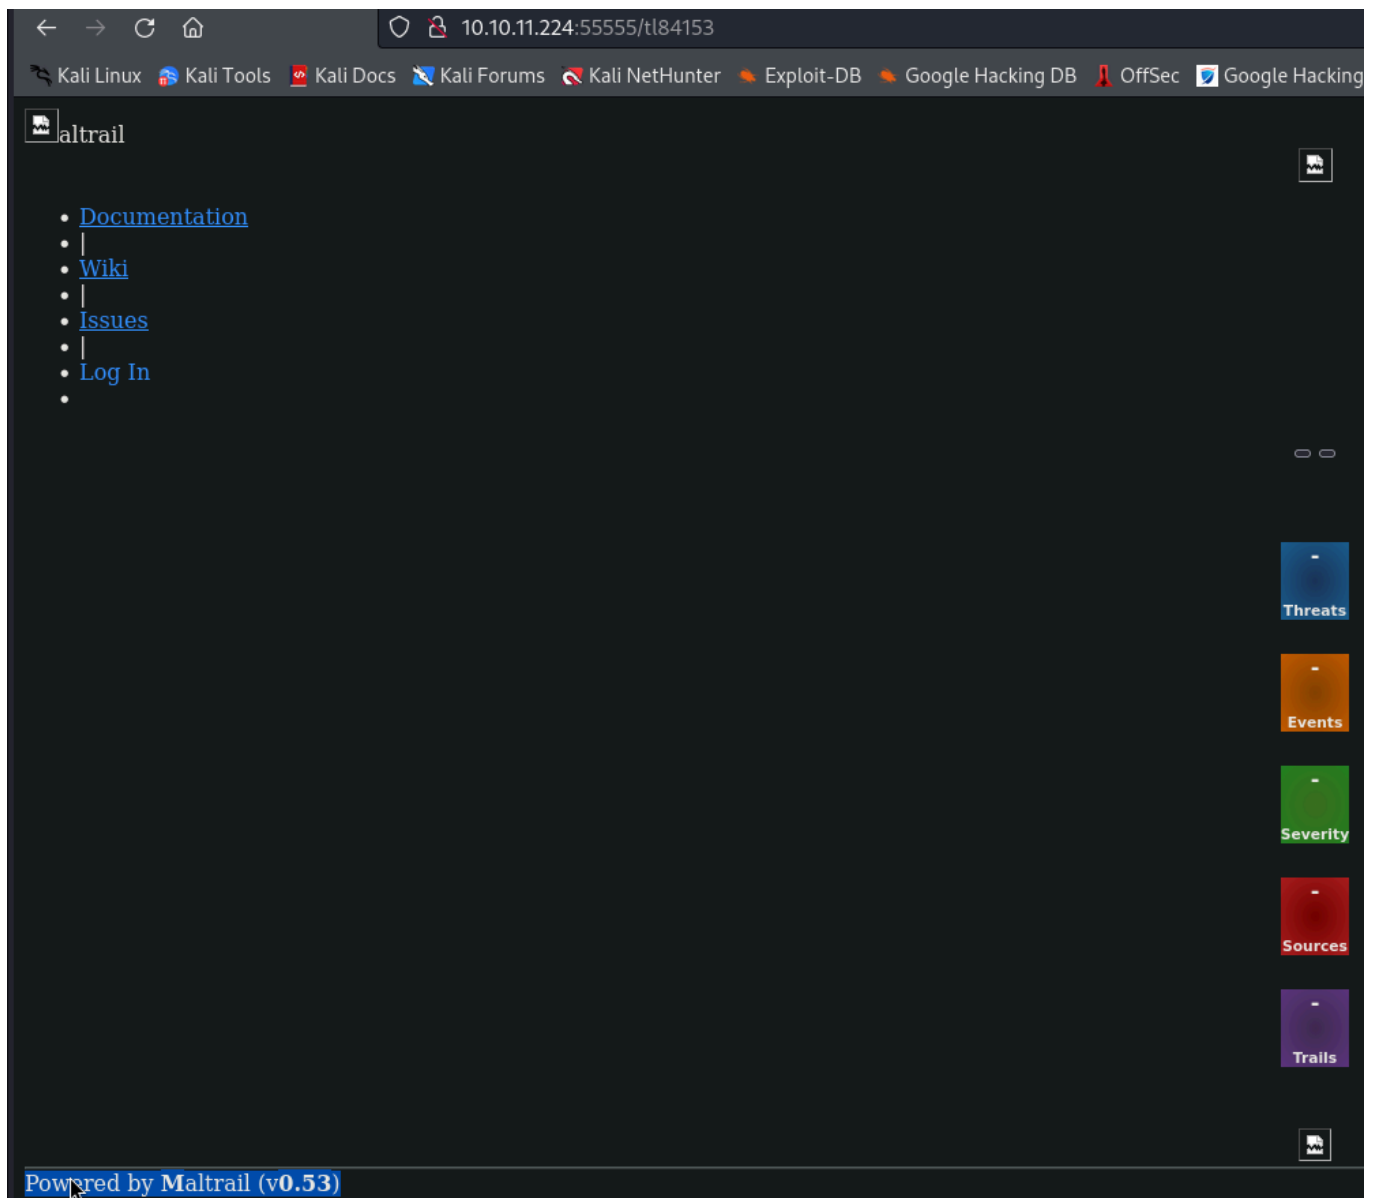 10.10.11.224:55555/tl84153
Kali Linux Kali Tools Kali Docs Kali Forums Kali NetHunter Exploit-DB Google Hacking DB OffSec Google Hacking
altrail
Documentation
|
Wiki
|
Issues
|
Log In
-
Threats
-
Events
-
Severity
-
Sources
-
Trails
Powered by Maltrail (v0.53)